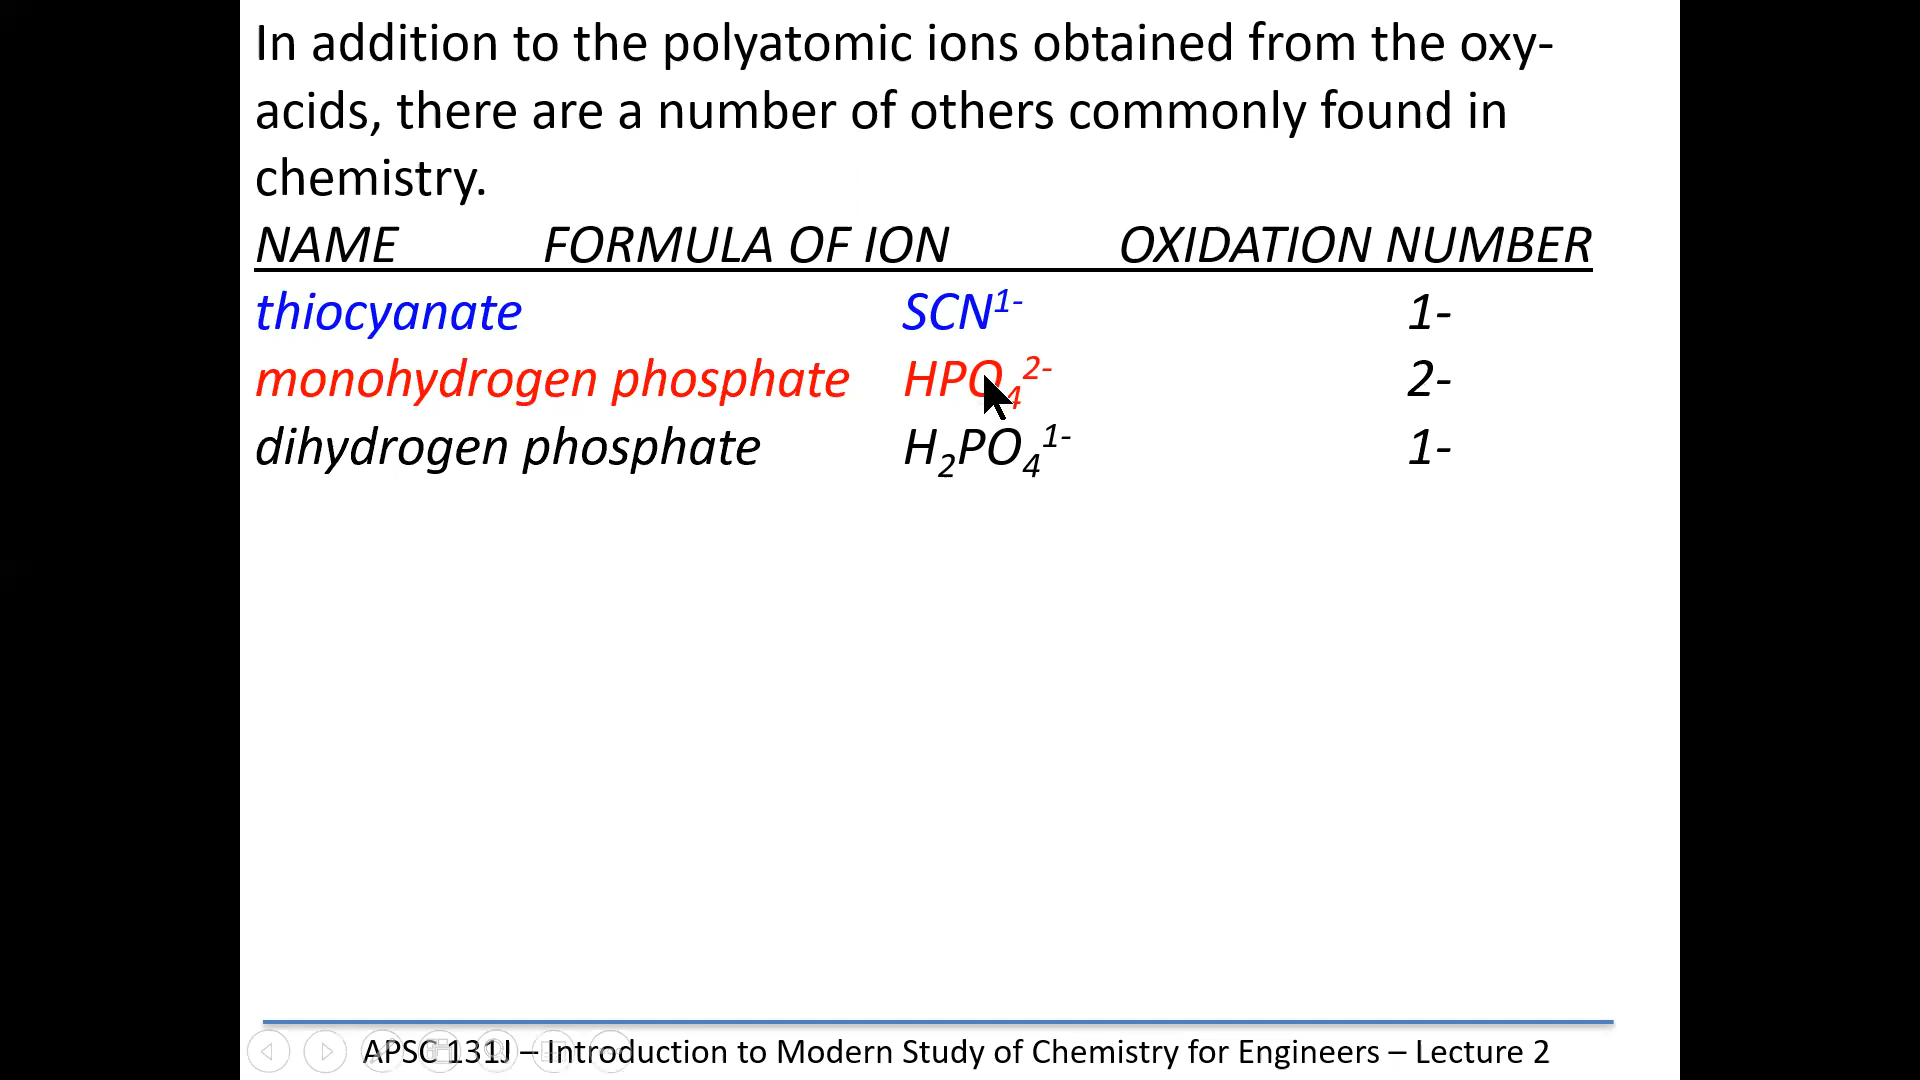 In addition to the polyatomic ions obtained from the oxy-
acids, there are a number of others commonly found in
chemistry.
NAME FORMULA OF ION OXIDATION NUMBER
thiocyanate SCN¹⁻ 1-
monohydrogen phosphate HPO₄²⁻ 2-
dihydrogen phosphate H₂PO₄¹⁻ 1-
APSC 131J – Introduction to Modern Study of Chemistry for Engineers – Lecture 2